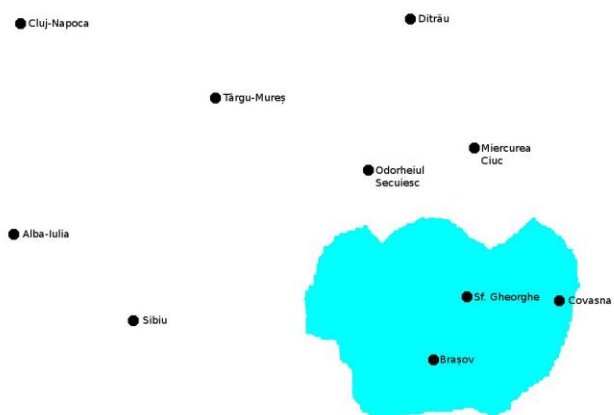 Ditrău
Cluj-Napoca
Târgu-Mureș
Miercurea
Ciuc
Odorheiul
Secuiesc
Alba-Iulia
Sf. Gheorghe
Covasna
Sibiu
Brașov